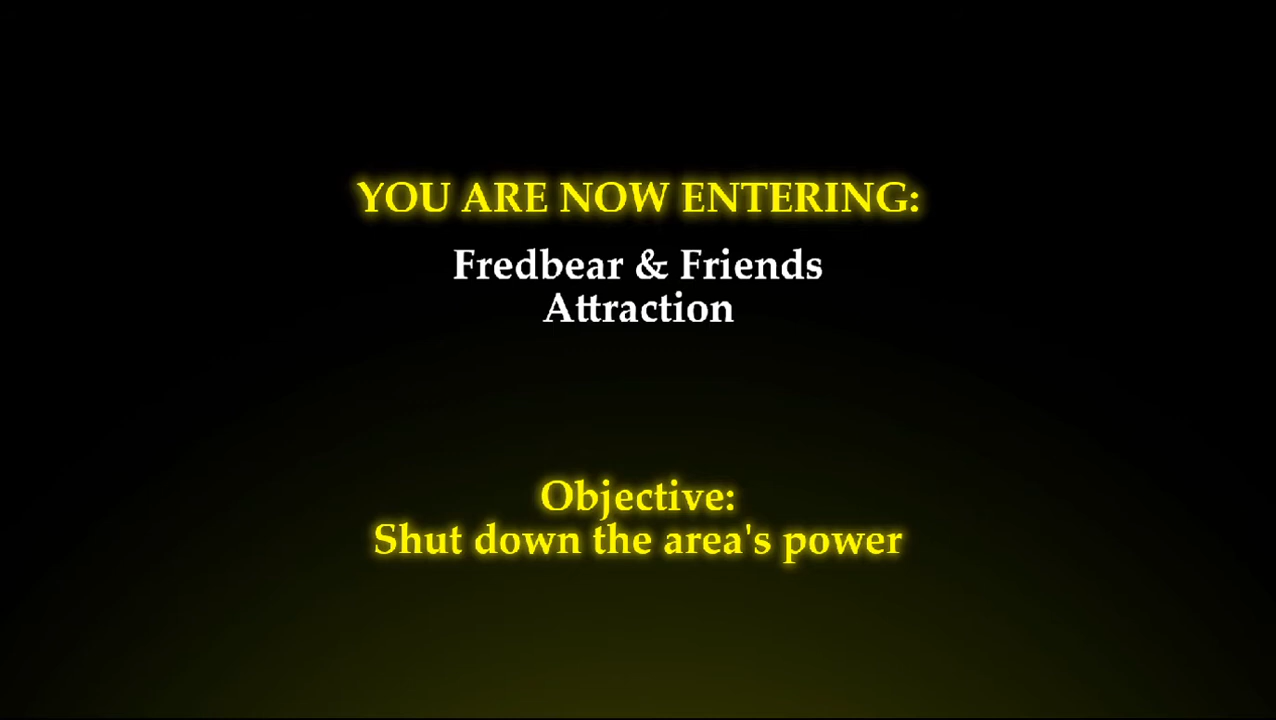 YOU ARE NOW ENTERING:
Fredbear & Friends
Attraction
Objective:
Shut down the area's power